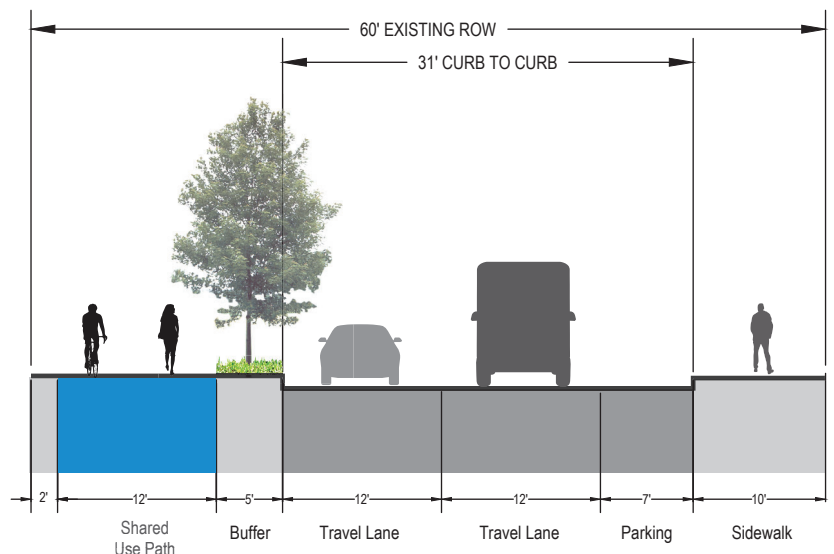 60' EXISTING ROW
31' CURB TO CURB
2' 12' 5' 12' 12' 7' 10'
Shared
Use Path
Buffer
Travel Lane
Travel Lane
Parking
Sidewalk